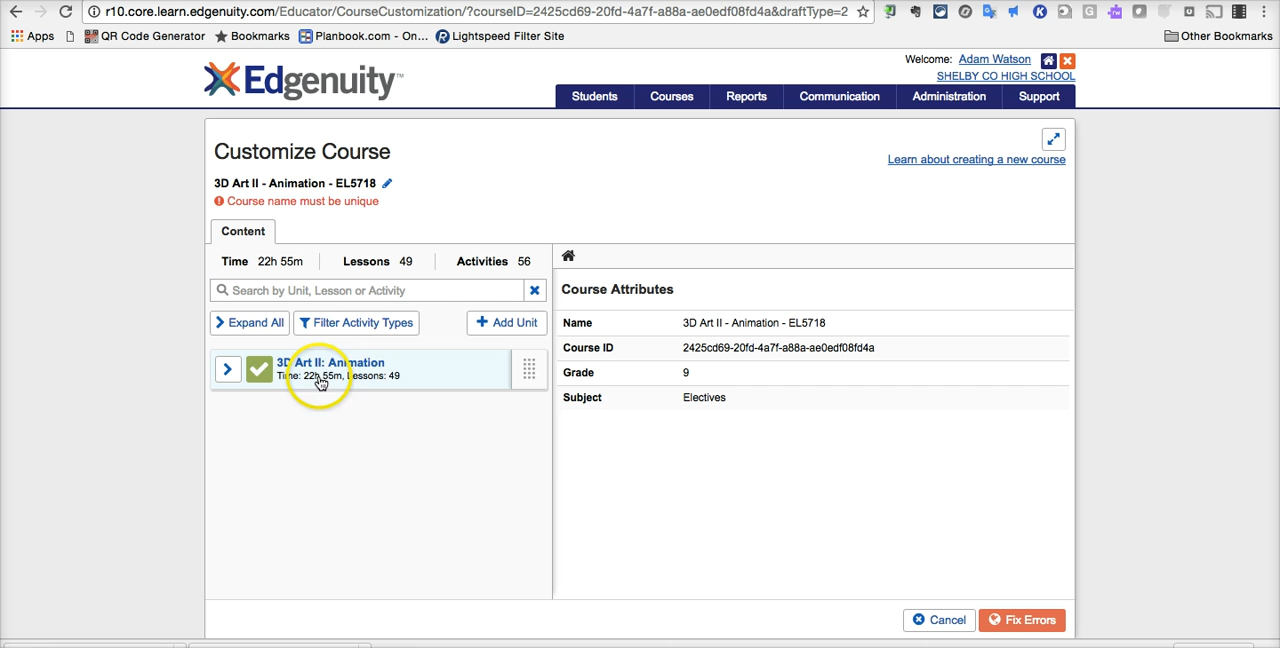 r10.core.learn.edgenuity.com/Educator/CourseCustomization/?courseID=2425cd69-20fd-4a7f-a88a-ae0edf08fd4a&draftType=2
Apps QR Code Generator Bookmarks Planbook.com - On... Lightspeed Filter Site Other Bookmarks
Welcome: Adam Watson
SHELBY CO HIGH SCHOOL
Edgenuity™
Students Courses Reports Communication Administration Support
Customize Course
Learn about creating a new course
3D Art II - Animation - EL5718
Course name must be unique
Content
Time 22h 55m Lessons 49 Activities 56
Search by Unit, Lesson or Activity
Expand All Filter Activity Types + Add Unit
3D Art II: Animation
Time: 22h 55m, Lessons: 49
Course Attributes
Name 3D Art II - Animation - EL5718
Course ID 2425cd69-20fd-4a7f-a88a-ae0edf08fd4a
Grade 9
Subject Electives
Cancel Fix Errors